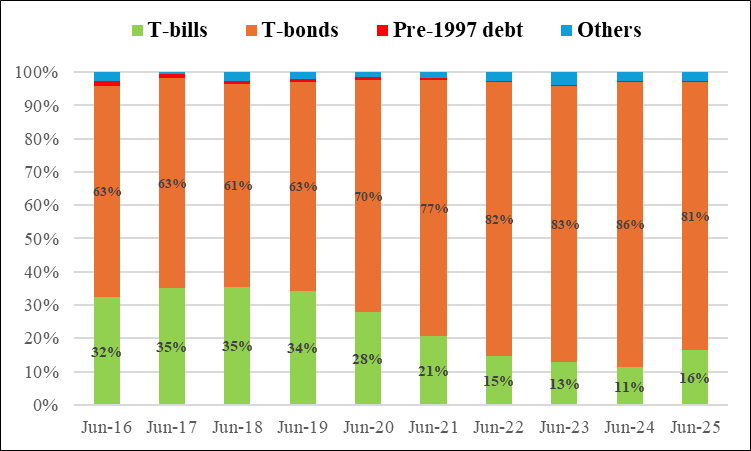 T-bills T-bonds Pre-1997 debt Others
100%
90%
80%
70%
60%
50%
40%
30%
20%
10%
0%
63% 63% 61% 63% 70% 77% 82% 83% 86% 81%
32% 35% 35% 34% 28% 21% 15% 13% 11% 16%
Jun-16 Jun-17 Jun-18 Jun-19 Jun-20 Jun-21 Jun-22 Jun-23 Jun-24 Jun-25